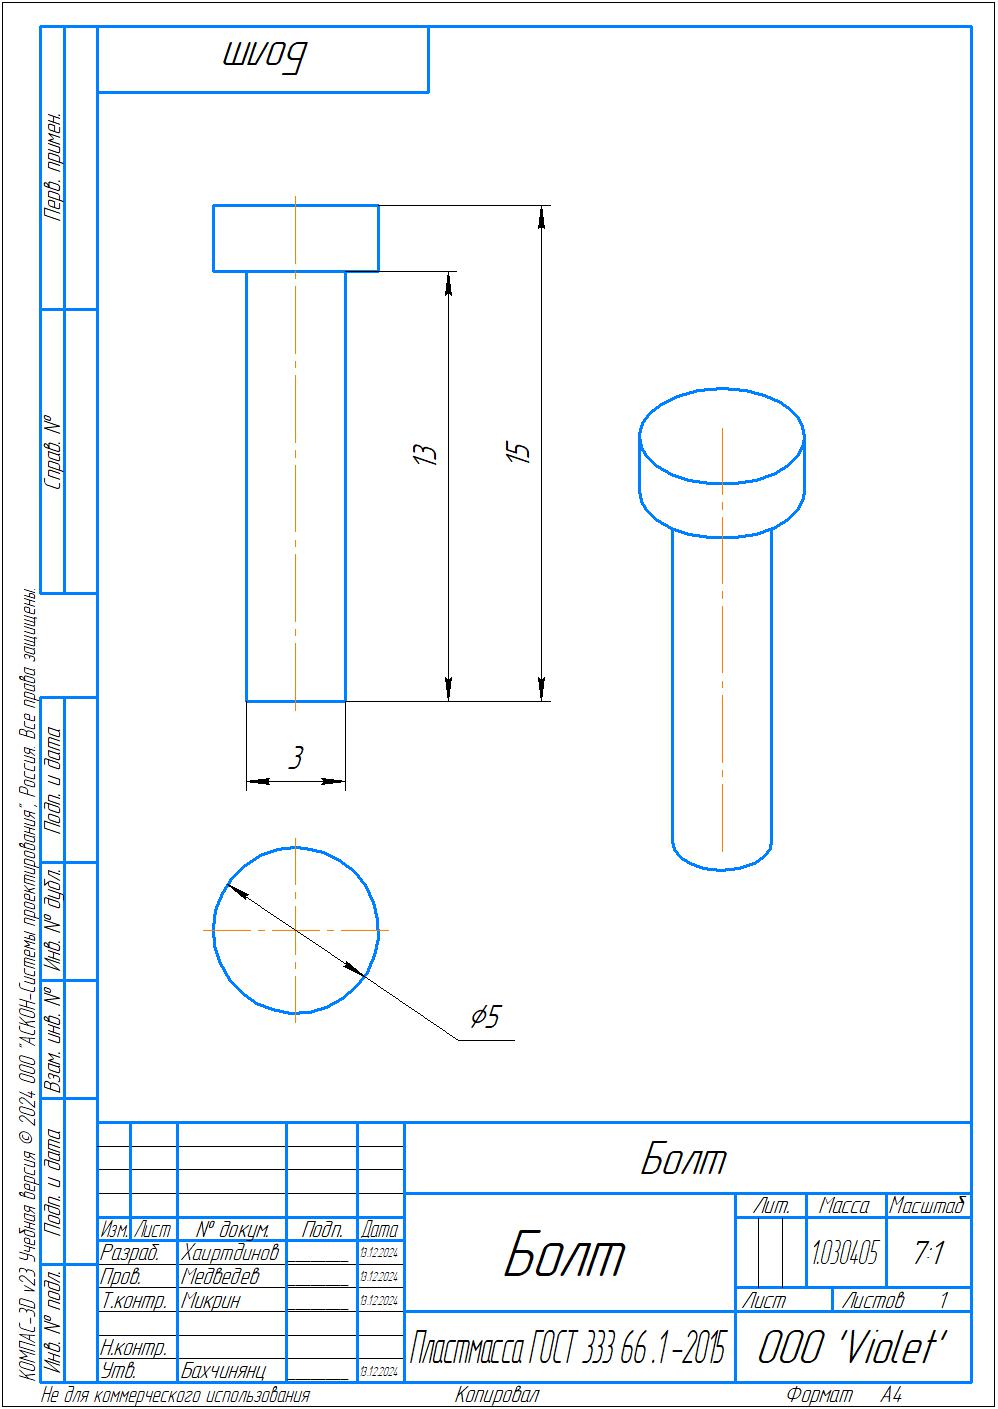 Болт
Перв. примен.
Справ. №
Подп. и дата
Инв. № дубл.
Взам. инв. №
Подп. и дата
Инв. № подл.
КОМПАС-3D v23 Учебная версия © 2024 ООО "АСКОН-Системы проектирования", Россия. Все права защищены.
13
15
3
⌀5
Болт
Изм. Лист № докум. Подп. Дата
Разраб. Хаиртдинов 13.12.2024
Пров. Медведев 13.12.2024
Т.контр. Микрин 13.12.2024
Н.контр.
Утв. Бахчинянц 13.12.2024
Болт
Лит. Масса Масштаб
1.030405 7:1
Лист Листов 1
Пластмасса ГОСТ 333 66 .1-2015
ООО 'Violet'
Не для коммерческого использования Копировал Формат А4